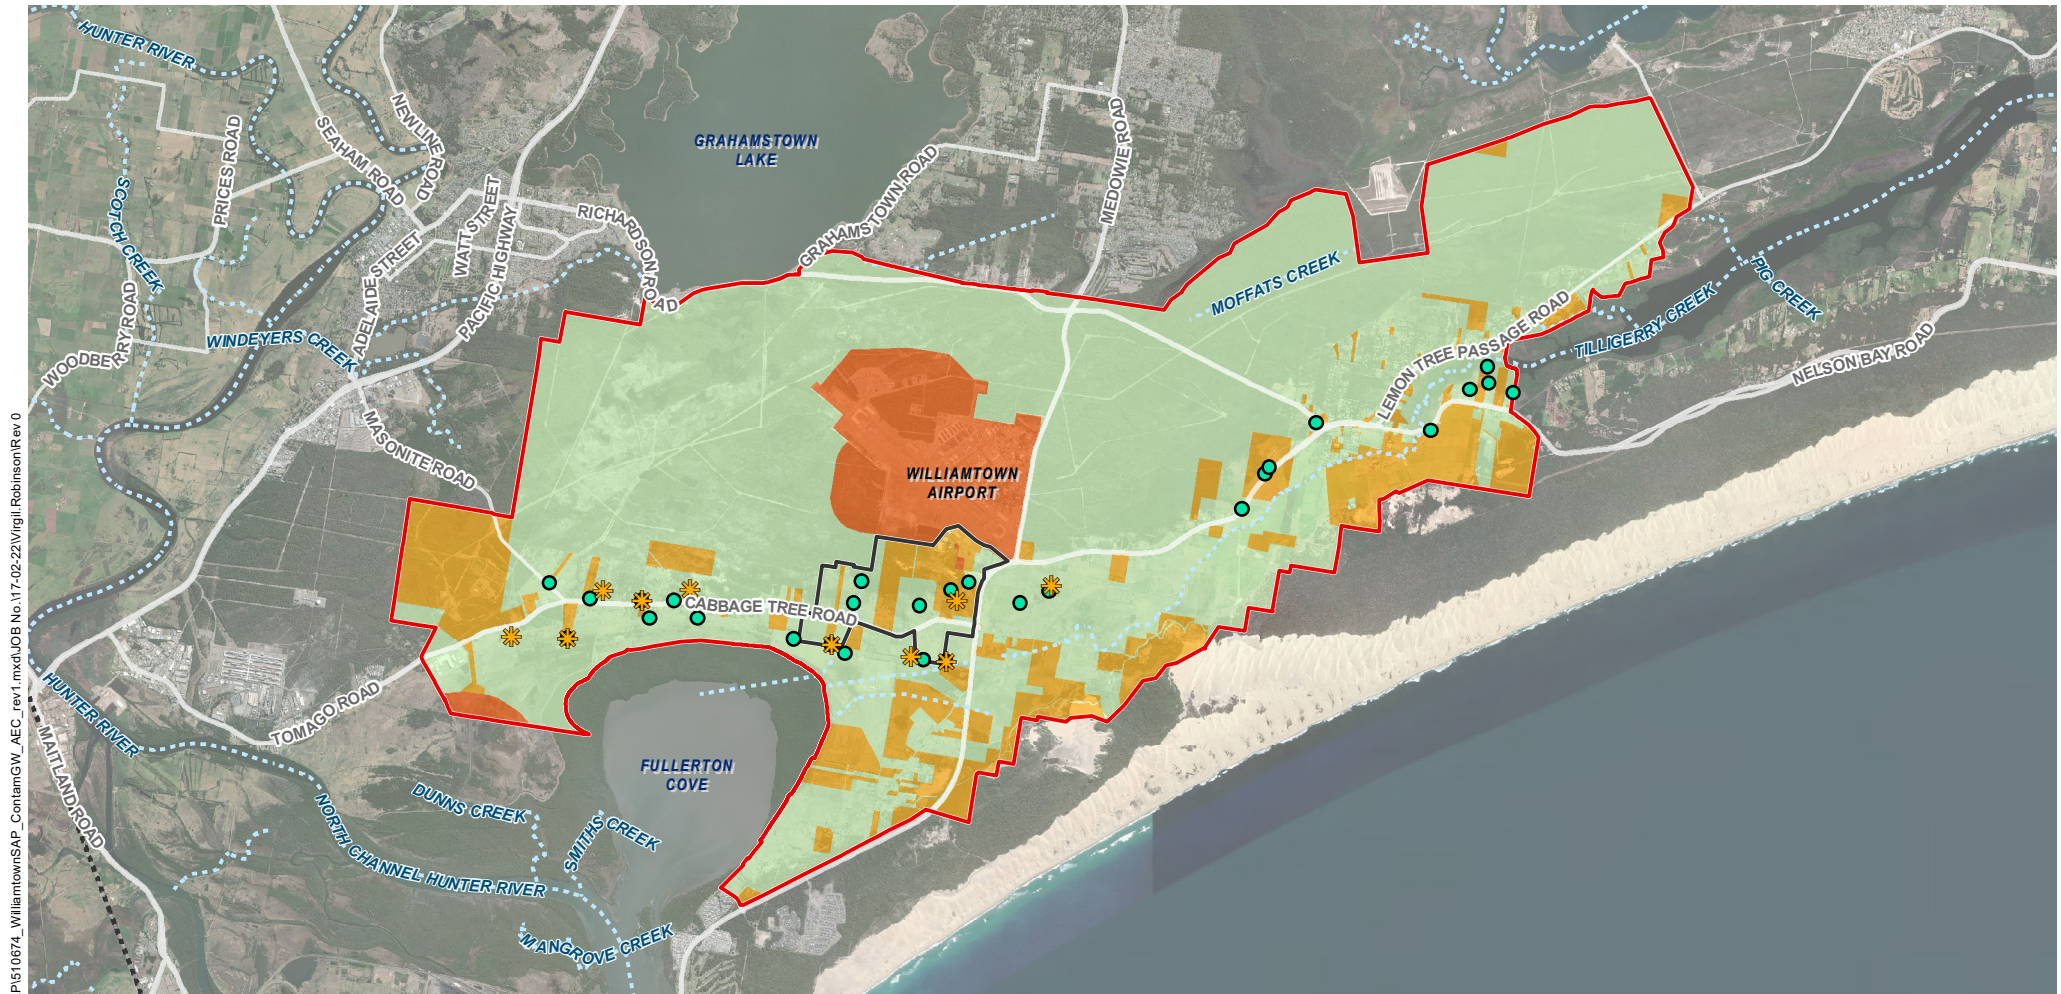 HUNTER RIVER
NEWLINE ROAD
SEAHAM ROAD
PRICES ROAD
SCOTCH CREEK
WATT STREET
PACIFIC HIGHWAY
ADELAIDE STREET
RICHARDSON ROAD
GRAHAMSTOWN
LAKE
GRAHAMSTOWN ROAD
MEDOWIE ROAD
MOFFATS CREEK
PIG CREEK
TILLIGERRY CREEK
LEMON TREE PASSAGE ROAD
NELSON BAY ROAD
WOODBERRY ROAD
WINDEYERS CREEK
MASONITE ROAD
WILLIAMTOWN
AIRPORT
CABBAGE TREE ROAD
TOMAGO ROAD
HUNTER RIVER
MAITLAND ROAD
FULLERTON
COVE
DUNNS CREEK
SMITHS CREEK
NORTH CHANNEL HUNTER RIVER
MANGROVE CREEK
P\510674_WilliamtownSAP_ContamGW_AEC_rev1.mxd\JOB No.\17-02-22\Virgil.Robinson\Rev 0